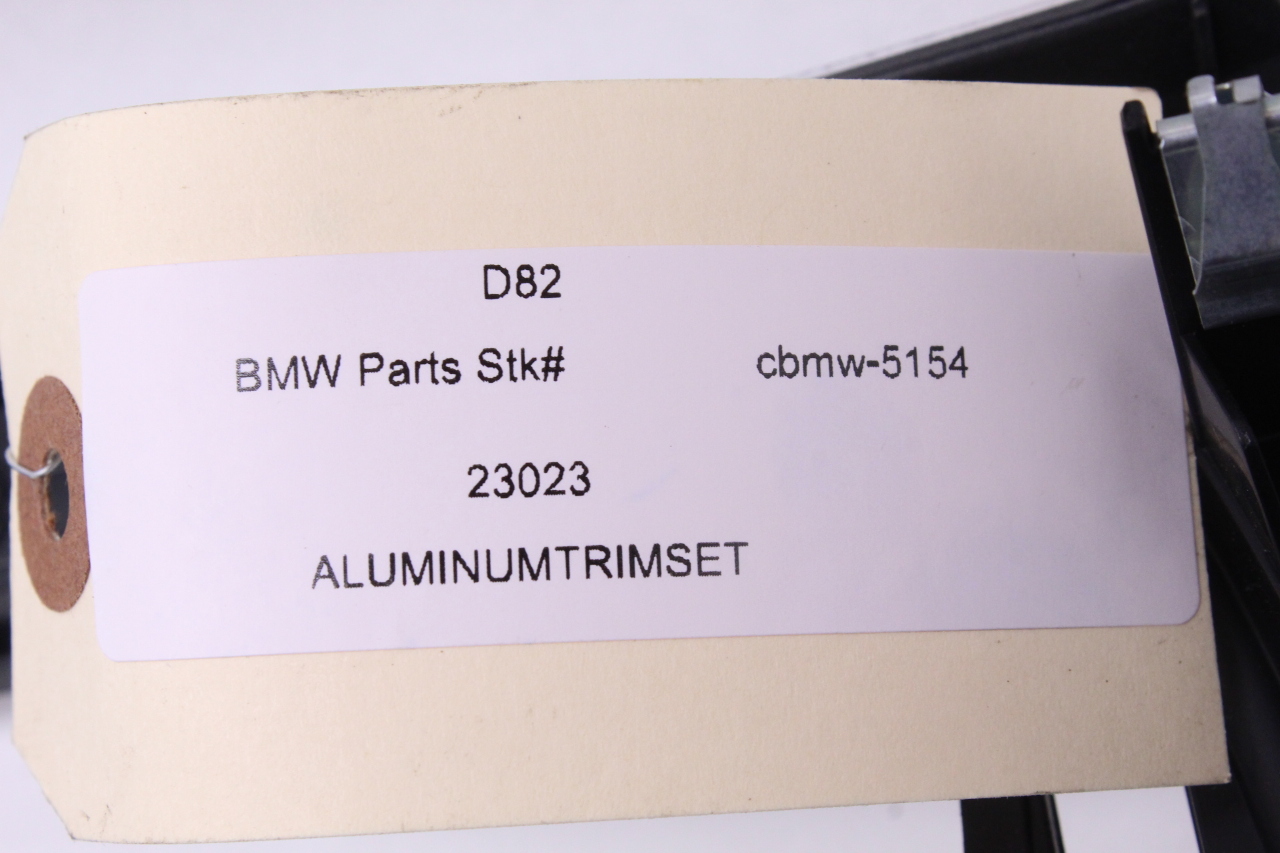 D82
BMW Parts Stk# cbmw-5154
23023
ALUMINUMTRIMSET